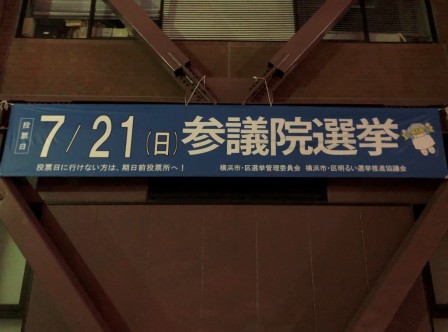 投票日 7/21(日) 参議院選挙
投票日に行けない方は、期日前投票所へ! 横浜市・区選挙管理委員会 横浜市・区明るい選挙推進協議会